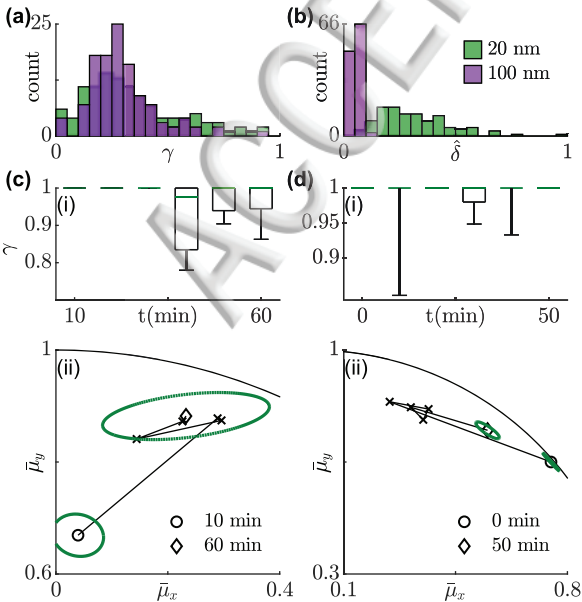 (a)
25
count
0
0
γ
1
(b)
66
count
0
0
δ̂
1
20 nm
100 nm
(c)
(i)
1
0.9
0.8
γ
10
t(min)
60
(d)
(i)
1
0.95
0.9
0
t(min)
50
(ii)
1
μ̄y
0.6
0
μ̄x
0.4
10 min
60 min
(ii)
1
μ̄y
0.3
0.1
μ̄x
0.8
0 min
50 min
ACCE